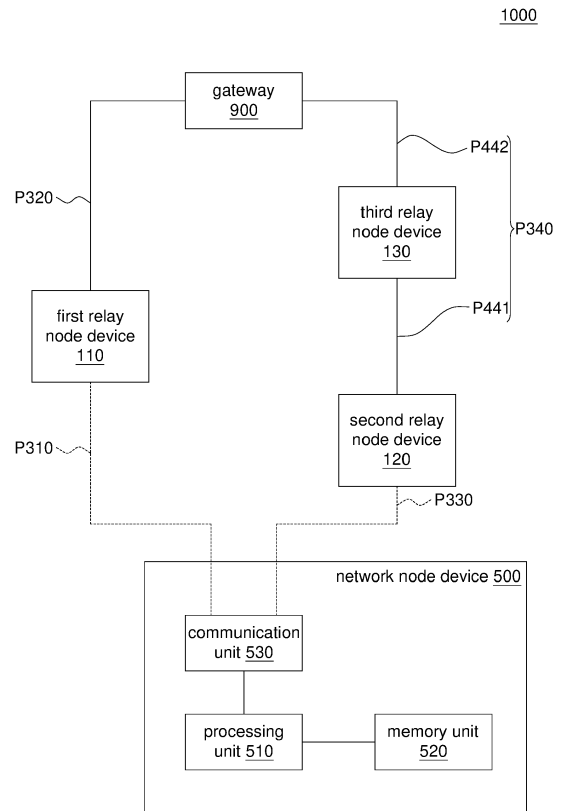 1000
gateway
900
P442
P320
third relay
node device
130
P340
first relay
node device
110
P441
second relay
node device
120
P310
P330
network node device 500
communication
unit 530
processing
unit 510
memory unit
520